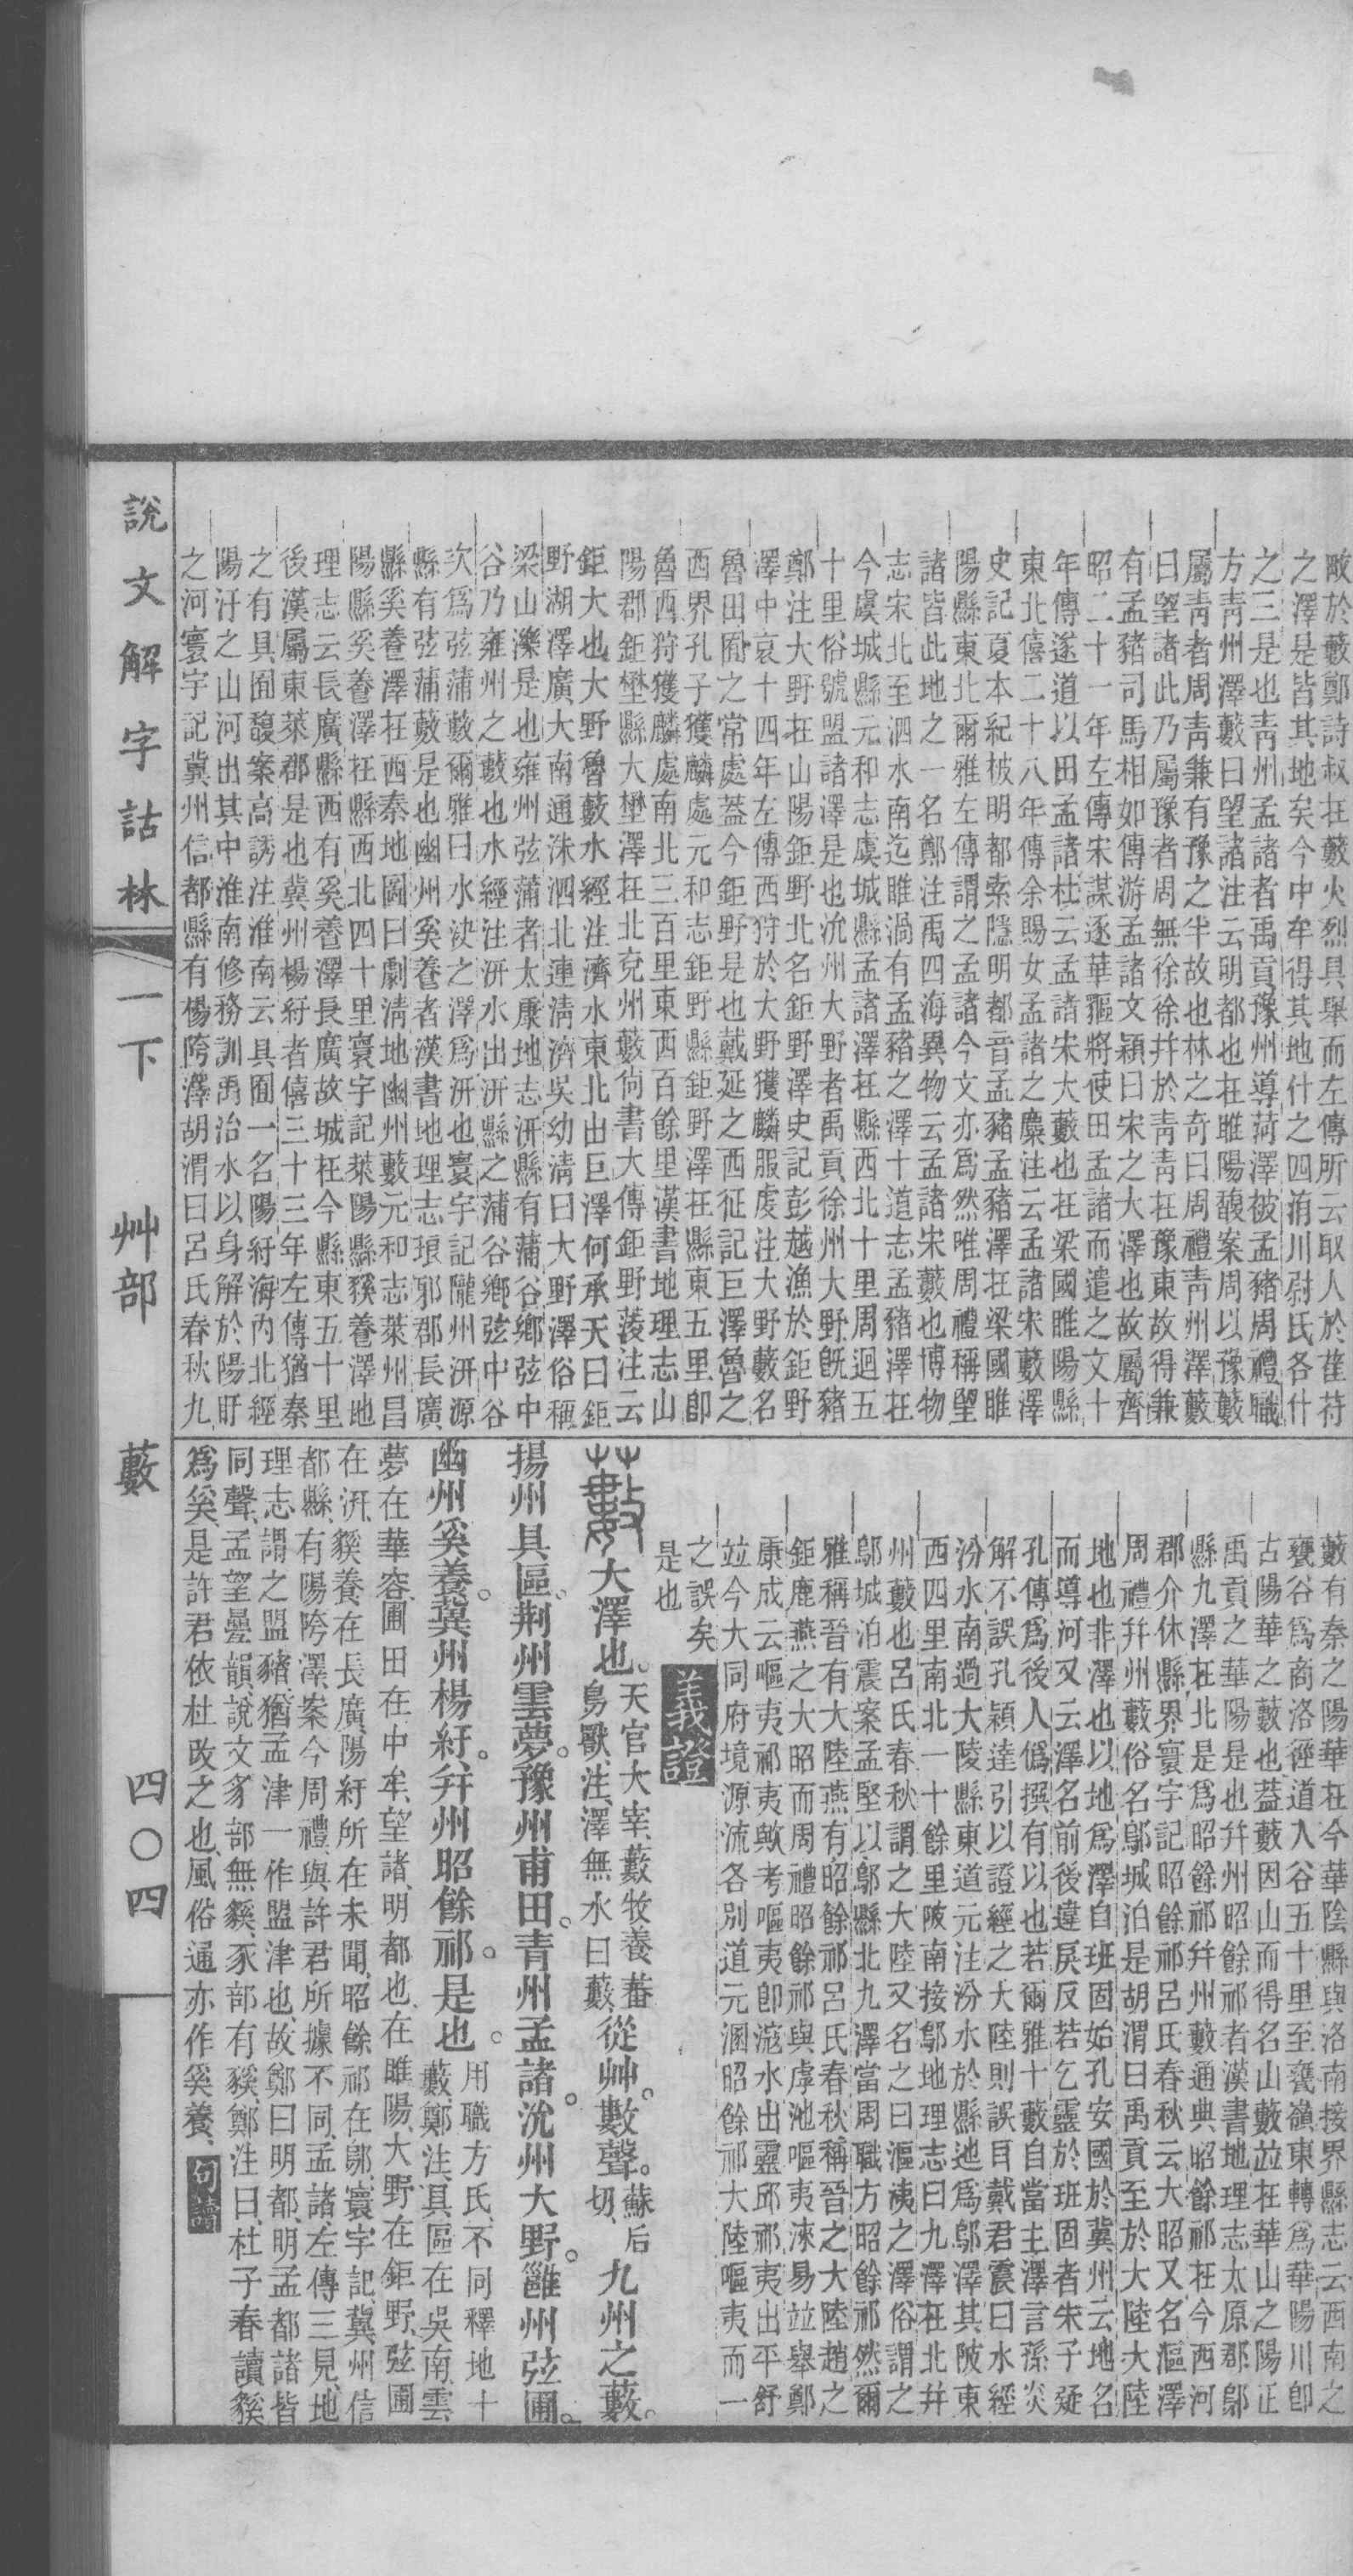 畞於藪鄭詩叔在藪火烈具舉而左傳所云取人於萑苻
之澤是皆其地矣今中牟得其地什之四洧川尉氏各什
之三是也靑州孟諸者禹貢豫州導菏澤被孟豬周禮職
方靑州澤藪曰望諸注云明都也在睢陽馥案周以豫藪
屬靑者周靑兼有豫之半故也林之奇曰周禮靑州澤藪
曰望諸此乃屬豫者周無徐徐幷於靑靑在豫東故得兼
有孟豬司馬相如傳游孟諸文穎曰宋之大澤也故屬齊
昭二十一年左傳宋謀逐華貙將使田孟諸而遣之文十
年傳遂道以田孟諸杜云孟諸宋大藪也在梁國睢陽縣
東北僖二十八年傳余賜女孟諸之麋注云孟諸宋藪澤
史記夏本紀被明都索隱明都音孟豬孟豬澤在梁國睢
陽縣東北爾雅左傳謂之孟諸今文亦爲然唯周禮稱望
諸皆此地之一名鄭注禹四海異物云孟諸宋藪也博物
志宋北至泗水南迄睢渦有孟豬之澤十道志孟豬澤在
今虞城縣元和志虞城縣孟諸澤在縣西北十里周迴五
十里俗號盟諸澤是也沇州大野者禹貢徐州大野旣豬
鄭注大野在山陽鉅野北名鉅野澤史記彭越漁於鉅野
澤中哀十四年左傳西狩於大野獲麟服虔注大野藪名
魯田囿之常處葢今鉅野是也戴延之西征記巨澤魯之
西界孔子獲麟處元和志鉅野縣鉅野澤在縣東五里卽
魯西狩獲麟處南北三百里東西百餘里漢書地理志山
陽郡鉅壄縣大壄澤在北兗州藪尙書大傳鉅野菱注云
鉅大也大野魯藪水經注濟水東北出巨澤何承天曰鉅
野湖澤廣大南通洙泗北連淸濟吳幼淸曰大野澤俗稱
梁山濼是也雍州弦蒲者太康地志汧縣有蒲谷鄉弦中
谷乃雍州之藪也水經注汧水出汧縣之蒲谷鄉弦中谷
次爲弦蒲藪爾雅曰水決之澤爲汧也寰宇記隴州汧源
縣有弦蒲藪是也幽州奚養者漢書地理志琅邪郡長廣
縣奚養澤在西秦地圖曰劇淸地幽州藪元和志萊州昌
陽縣奚養澤在縣西北四十里寰宇記萊陽縣豯養澤地
理志云長廣縣西有奚養澤長廣故城在今縣東五十里
後漢屬東萊郡是也冀州楊紆者僖三十三年左傳猶秦
之有具囿馥案高誘注淮南云具囿一名陽紆海內北經
陽汙之山河出其中淮南修務訓禹治水以身解於陽盱
之河寰宇記冀州信都縣有楊陓澤胡渭曰呂氏春秋九
藪有秦之陽華在今華陰縣與洛南接界縣志云西南之
甕谷爲商洛徑道入谷五十里至甕嶺東轉爲華陽川卽
古陽華之藪也葢藪因山而得名山藪竝在華山之陽正
禹貢之華陽是也幷州昭餘祁者漢書地理志太原郡鄔
縣九澤在北是爲昭餘祁幷州藪通典昭餘祁在今西河
郡介休縣界寰宇記昭餘祁呂氏春秋云大昭又名漚澤
周禮幷州藪俗名鄔城泊是胡渭曰禹貢至於大陸大陸
地也非澤也以地爲澤自班固始孔安國於冀州云地名
而導河又云澤名前後違戾反若乞靈於班固者朱子疑
孔傳爲後人僞撰有以也若爾雅十藪自當主澤言孫炎
解不誤孔穎達引以證經之大陸則誤目戴君震曰水經
汾水南過大陵縣東道元注汾水於縣迆爲鄔澤其陂東
西四里南北一十餘里陂南接鄔地理志曰九澤在北幷
州藪也呂氏春秋謂之大陸又名之曰漚洟之澤俗謂之
鄔城泊震案孟堅以鄔縣北九澤當周職方昭餘祁然爾
雅稱晉有大陸燕有昭餘祁呂氏春秋稱晉之大陸趙之
鉅鹿燕之大昭而周禮昭餘祁與虖池嘔夷淶易竝舉鄭
康成云嘔夷祁夷歟考嘔夷卽滱水出靈邱祁夷出平舒
竝今大同府境源流各別道元溷昭餘祁大陸嘔夷而一
之誤矣
是也
義證
藪大澤也。天官大宰、藪牧養蕃鳥獸、注、澤無水曰藪、從艸。數聲。蘇后切、九州之藪。
揚州具區。荆州雲夢。豫州甫田。青州孟諸。沇州大野。雝州弦圃。
幽州奚養。冀州楊紆。幷州昭餘祁。是也。用職方氏、不同釋地十藪、鄭注、具區在吳南、雲
夢在華容、圃田在中牟、望諸、明都也、在睢陽、大野在鉅野、弦圃
在汧、豯養在長廣、陽紆所在未聞、昭餘祁在鄔、寰宇記、冀州信
都縣、有陽陓澤、案今周禮、與許君所據不同、孟諸、左傳三見、地
理志、謂之盟豬、猶孟津一作盟津也、故鄭曰明都、明孟都諸皆
同聲、孟望曡韻、說文豸部無貕、豕部有豯、鄭注曰、杜子春讀貕
爲奚、是許君依杜改之也、風俗通亦作奚養、
句讀
說文解字詁林
一下
艸部
藪
四〇四